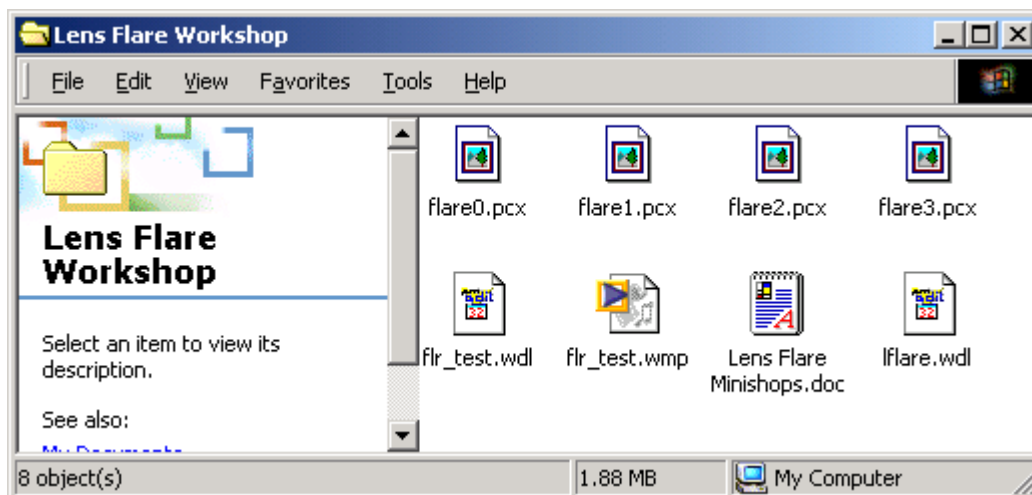 Lens Flare Workshop
File Edit View Favorites Tools Help
Lens Flare
Workshop
Select an item to view its
description.
See also:
My Documents
flare0.pcx flare1.pcx flare2.pcx flare3.pcx
flr_test.wdl flr_test.wmp Lens Flare
Minishops.doc lflare.wdl
8 object(s) 1.88 MB My Computer